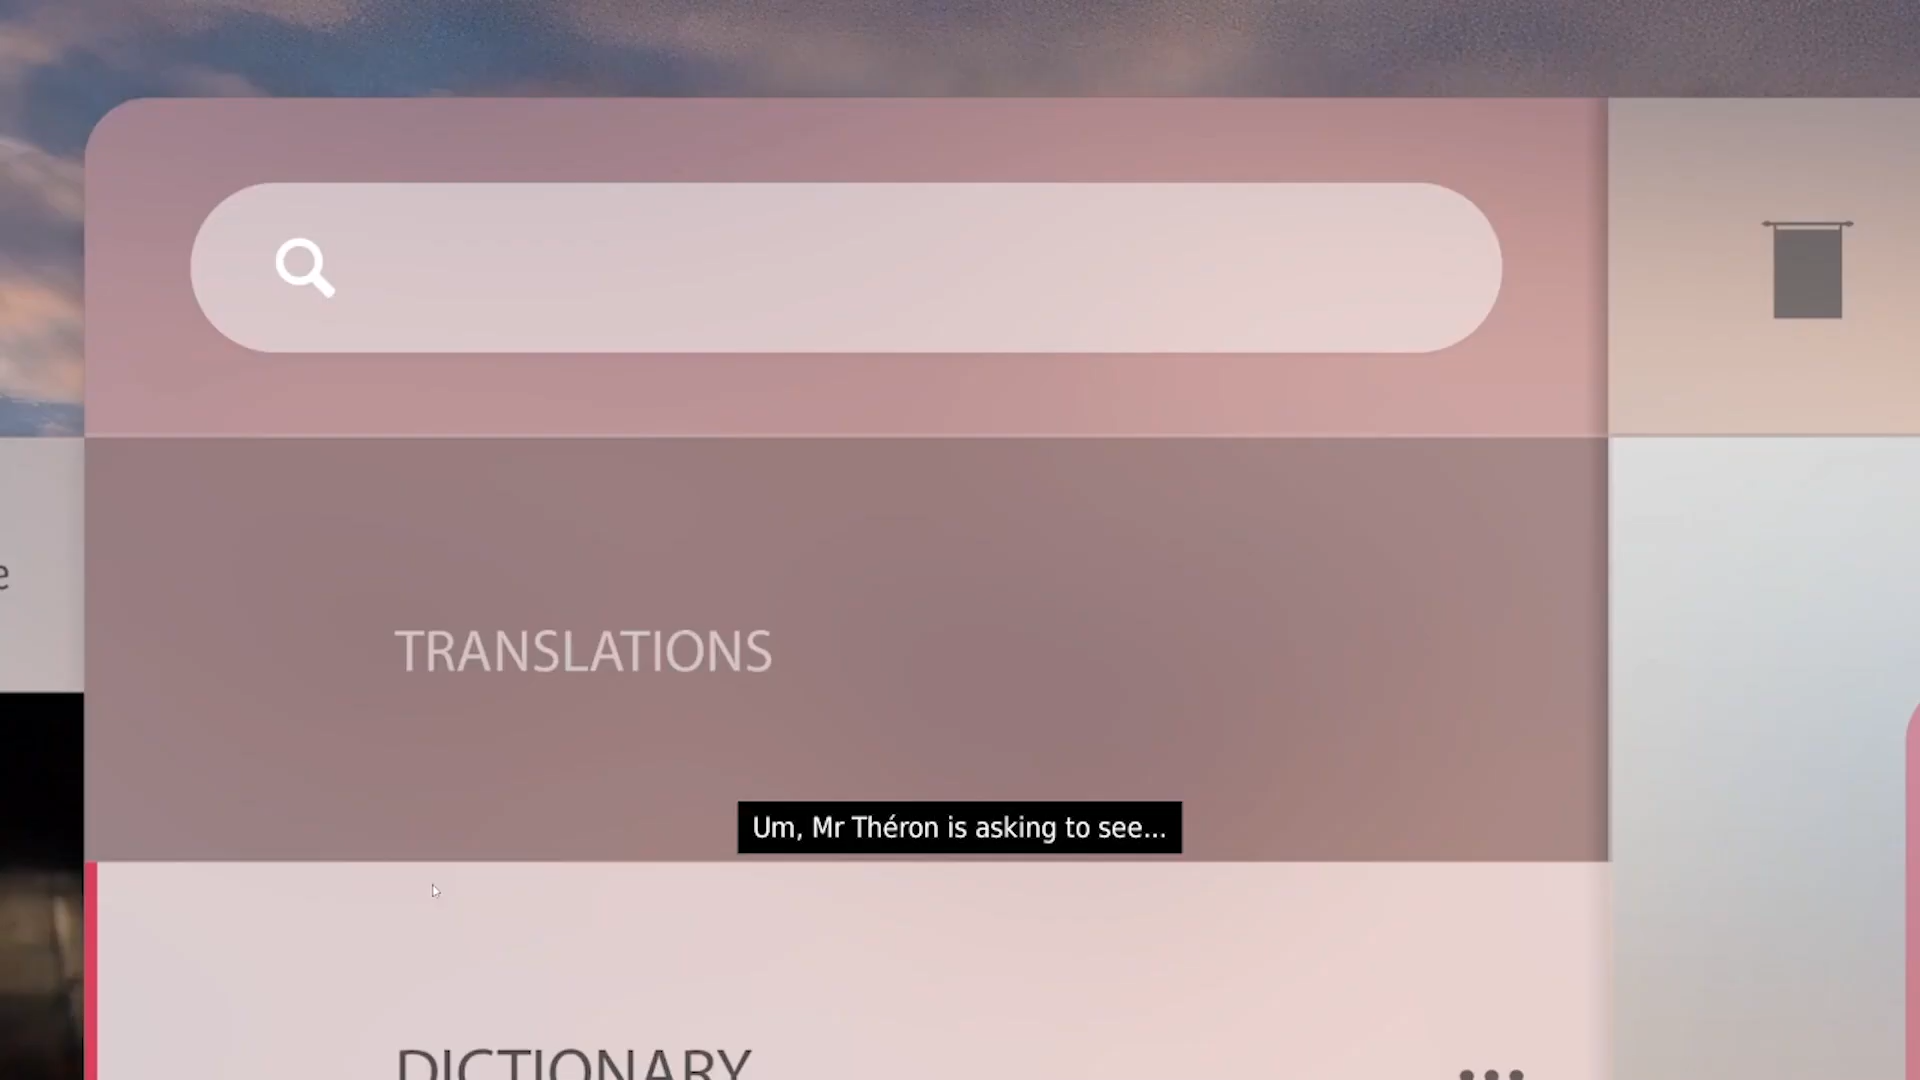 e
TRANSLATIONS
Um, Mr Théron is asking to see...
DICTIONARY